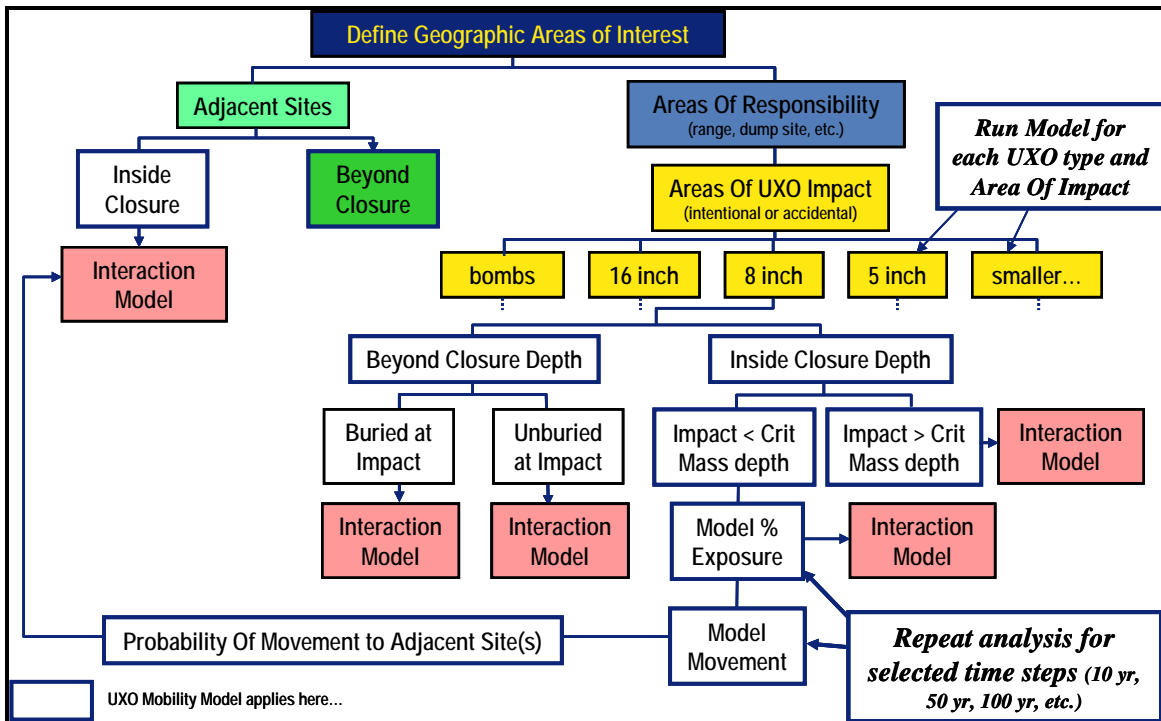 Define Geographic Areas of Interest
Adjacent Sites
Areas Of Responsibility
(range, dump site, etc.)
Run Model for
each UXO type and
Area Of Impact
Inside
Closure
Beyond
Closure
Areas Of UXO Impact
(intentional or accidental)
Interaction
Model
bombs
16 inch
8 inch
5 inch
smaller...
Beyond Closure Depth
Inside Closure Depth
Buried at
Impact
Unburied
at Impact
Impact < Crit
Mass depth
Impact > Crit
Mass depth
Interaction
Model
Interaction
Model
Interaction
Model
Model %
Exposure
Interaction
Model
Probability Of Movement to Adjacent Site(s)
Model
Movement
Repeat analysis for
selected time steps (10 yr,
50 yr, 100 yr, etc.)
UXO Mobility Model applies here...